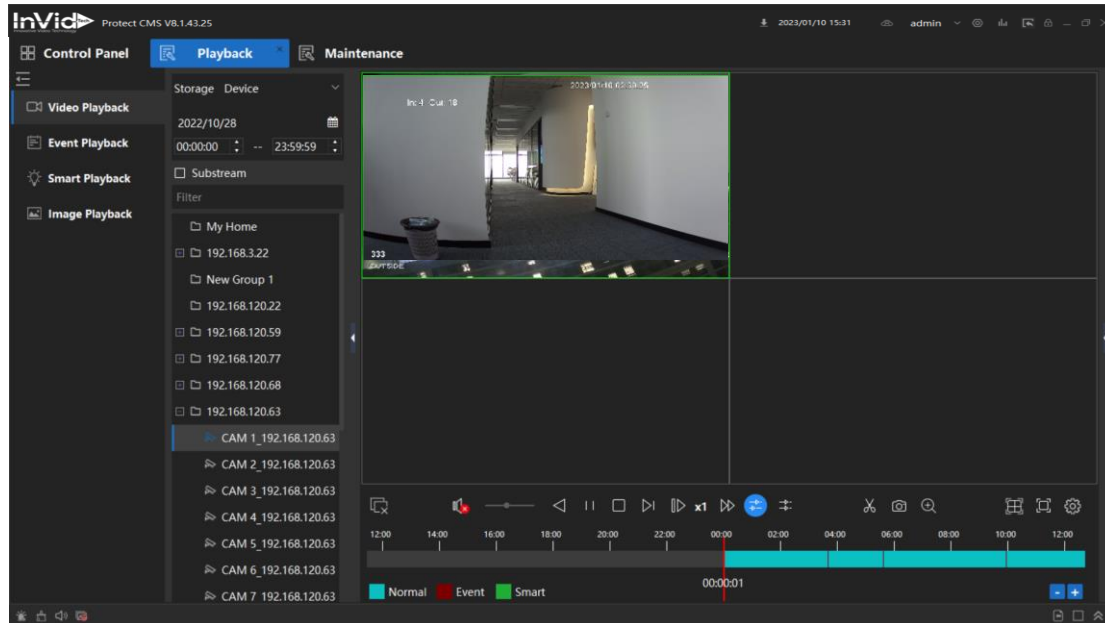 InVid Tech Protect CMS V8.1.43.25
2023/01/10 15:31 admin
Control Panel Playback Maintenance
Video Playback
Event Playback
Smart Playback
Image Playback
Storage Device
2022/10/28
00:00:00 -- 23:59:59
Substream
Filter
My Home
192.168.3.22
New Group 1
192.168.120.22
192.168.120.59
192.168.120.77
192.168.120.68
192.168.120.63
CAM 1_192.168.120.63
CAM 2_192.168.120.63
CAM 3_192.168.120.63
CAM 4_192.168.120.63
CAM 5_192.168.120.63
CAM 6_192.168.120.63
CAM 7_192.168.120.63
333
OUTSIDE
x1
12:00 14:00 16:00 18:00 20:00 22:00 00:00 02:00 04:00 06:00 08:00 10:00 12:00
00:00:01
Normal Event Smart
- +